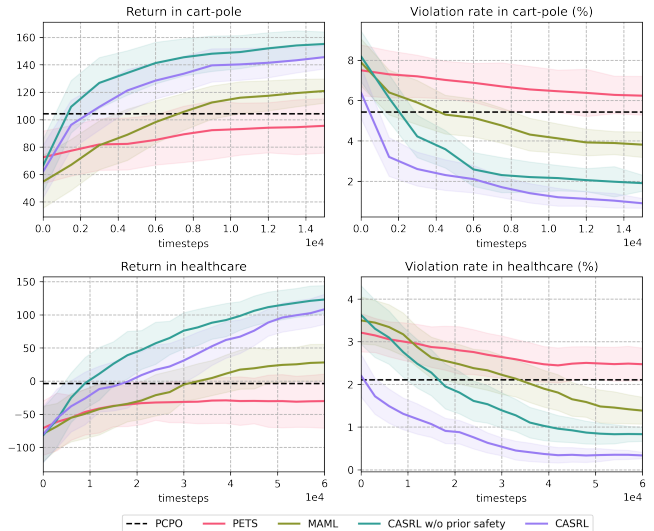 Return in cart-pole
160
140
120
100
80
60
40
0.0 0.2 0.4 0.6 0.8 1.0 1.2 1.4
timesteps 1e4
Violation rate in cart-pole (%)
8
6
4
2
0.0 0.2 0.4 0.6 0.8 1.0 1.2 1.4
timesteps 1e4
Return in healthcare
150
100
50
0
−50
−100
0 1 2 3 4 5 6
timesteps 1e4
Violation rate in healthcare (%)
4
3
2
1
0
0 1 2 3 4 5 6
timesteps 1e4
PCPO PETS MAML CASRL w/o prior safety CASRL